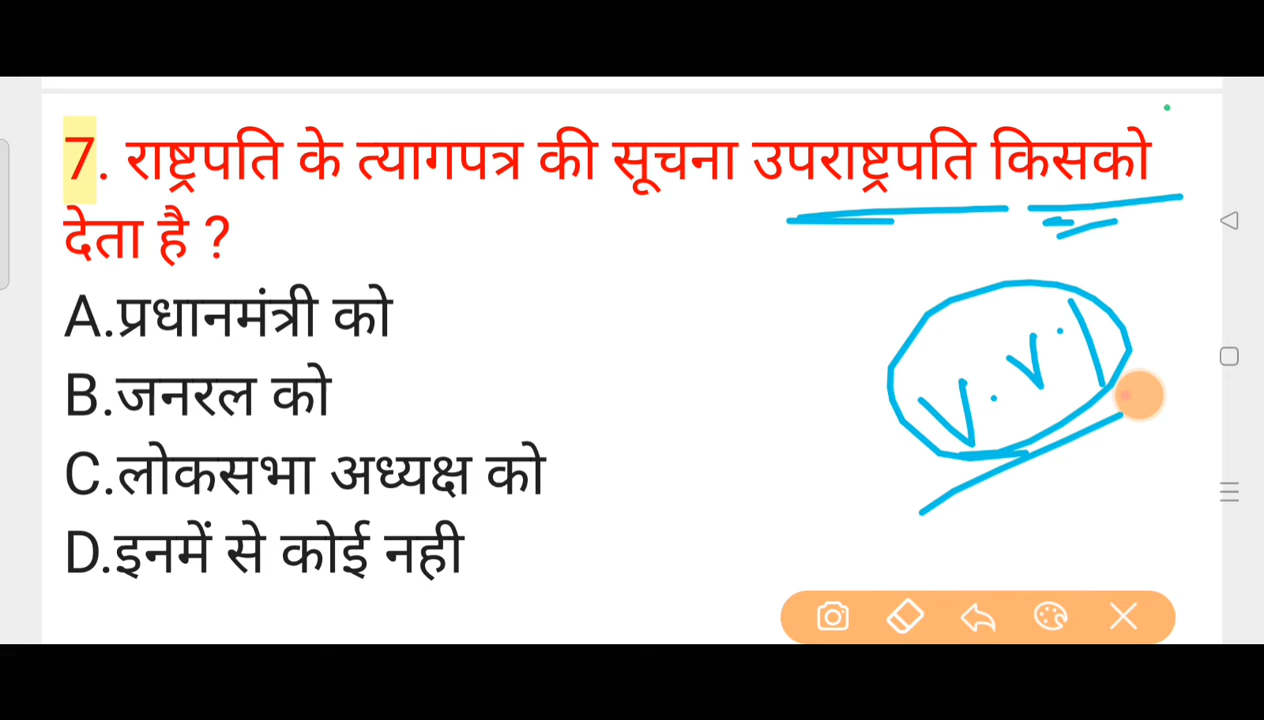 7. राष्ट्रपति के त्यागपत्र की सूचना उपराष्ट्रपति किसको
देता है ?
A.प्रधानमंत्री को
B.जनरल को
C.लोकसभा अध्यक्ष को
D.इनमें से कोई नही
V.V.I